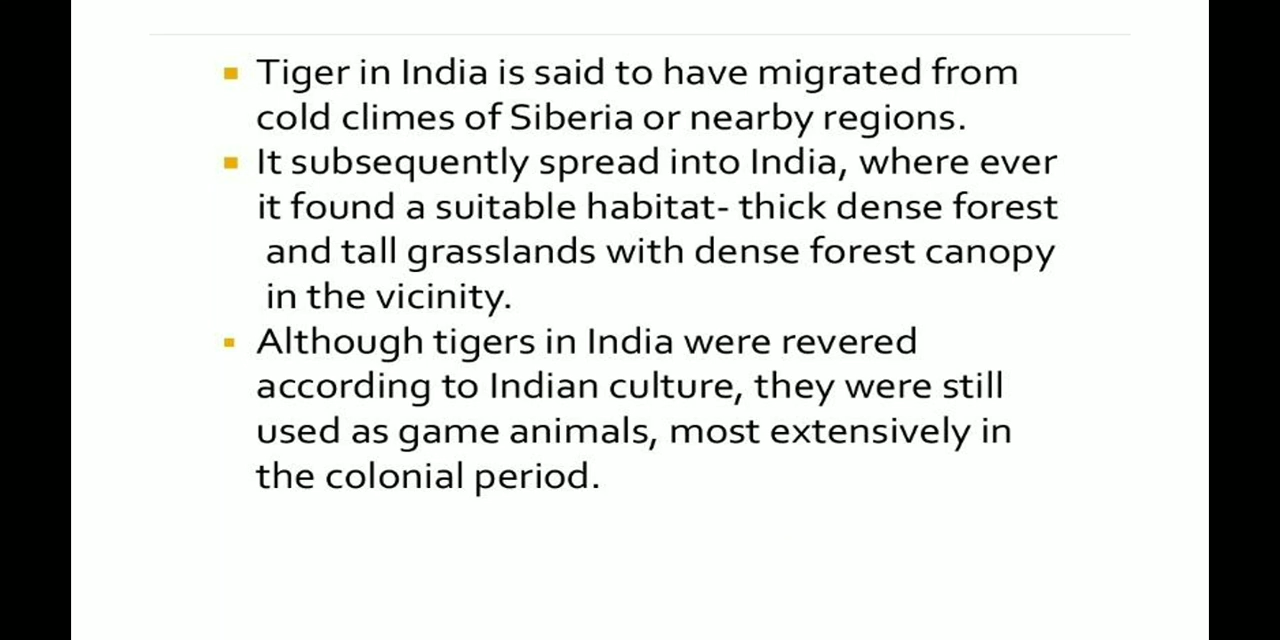 ▪ Tiger in India is said to have migrated from
cold climes of Siberia or nearby regions.
▪ It subsequently spread into India, where ever
it found a suitable habitat- thick dense forest
and tall grasslands with dense forest canopy
in the vicinity.
▪ Although tigers in India were revered
according to Indian culture, they were still
used as game animals, most extensively in
the colonial period.